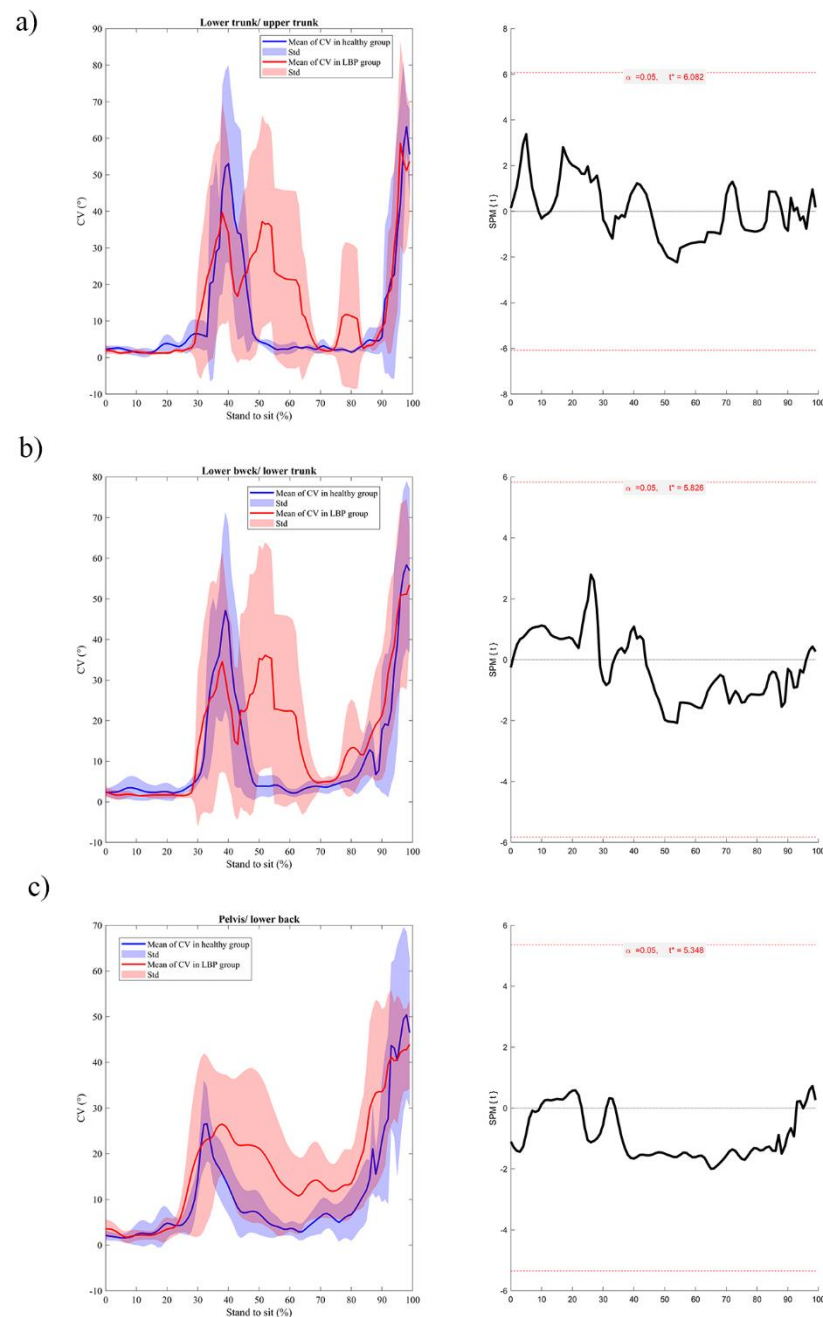 a)
Lower trunk/ upper trunk
90
80
70
60
50
40
30
20
10
0
-10
CV (°)
Mean of CV in healthy group
Std
Mean of CV in LBP group
Std
0 10 20 30 40 50 60 70 80 90 100
Stand to sit (%)
8
6
4
2
0
-2
-4
-6
-8
SPM{t}
α =0.05, t* = 6.082
0 10 20 30 40 50 60 70 80 90 100
b)
Lower bwck/ lower trunk
80
70
60
50
40
30
20
10
0
-10
CV (°)
Mean of CV in healthy group
Std
Mean of CV in LBP group
Std
0 10 20 30 40 50 60 70 80 90 100
Stand to sit (%)
6
4
2
0
-2
-4
-6
SPM{t}
α =0.05, t* = 5.826
0 10 20 30 40 50 60 70 80 90 100
c)
Pelvis/ lower back
70
60
50
40
30
20
10
0
-10
CV (°)
Mean of CV in healthy group
Std
Mean of CV in LBP group
Std
0 10 20 30 40 50 60 70 80 90 100
Stand to sit (%)
6
4
2
0
-2
-4
-6
SPM{t}
α =0.05, t* = 5.348
0 10 20 30 40 50 60 70 80 90 100